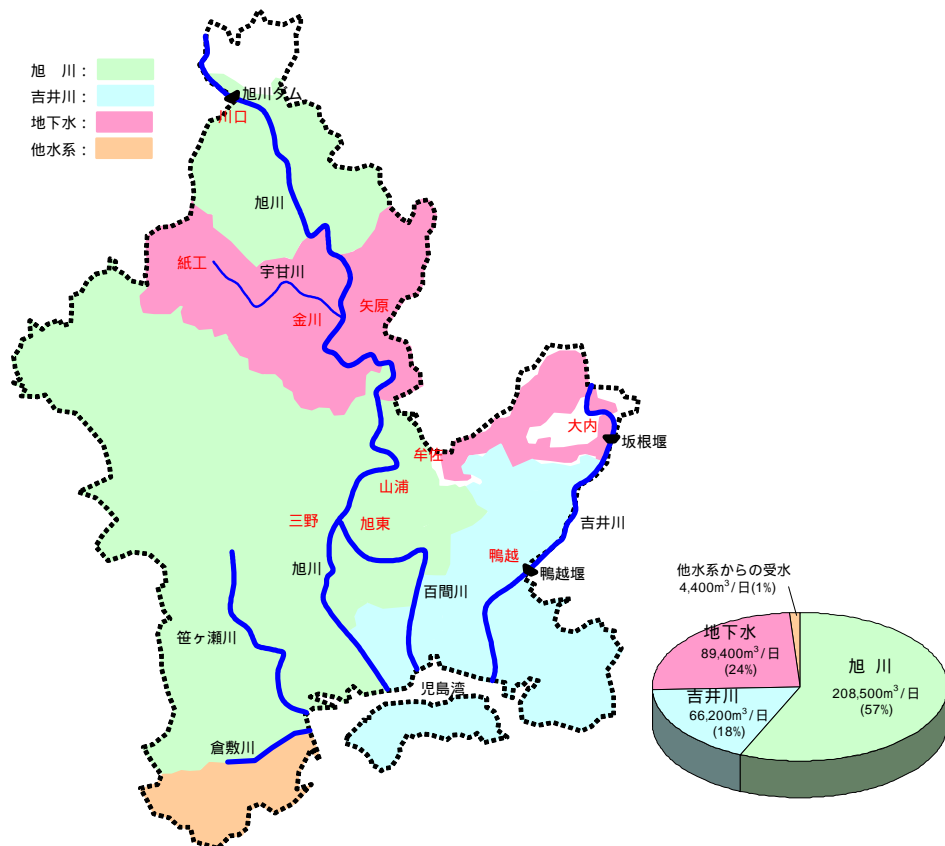 旭　川：
吉井川：
地下水：
他水系：
旭川ダム
川口
旭川
紙工
宇甘川
金川
矢原
大内
坂根堰
牟佐
山浦
三野
旭東
吉井川
旭川
鴨越
鴨越堰
百間川
笹ヶ瀬川
児島湾
倉敷川
他水系からの受水
4,400m³/日(1%)
地下水
89,400m³/日
(24%)
旭 川
208,500m³/日
(57%)
吉井川
66,200m³/日
(18%)